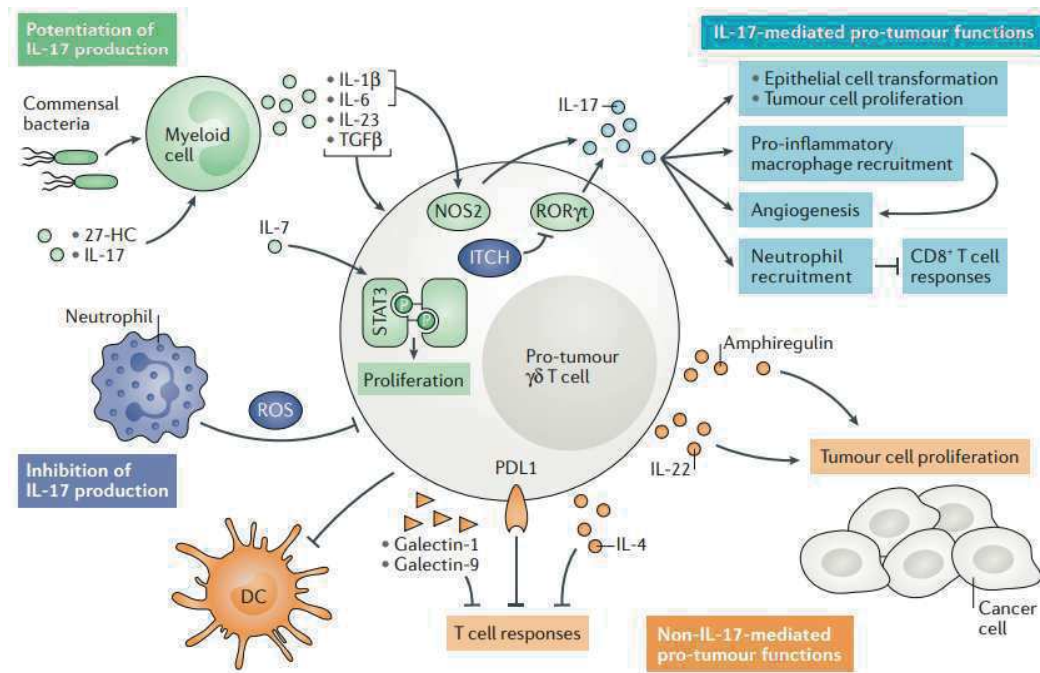 Potentiation of
IL-17 production
Commensal
bacteria
Myeloid
cell
• IL-1β
• IL-6
• IL-23
• TGFβ
• 27-HC
• IL-17
IL-7
NOS2
RORγt
ITCH
STAT3
P
P
Proliferation
Pro-tumour
γδ T cell
IL-17
IL-17-mediated pro-tumour functions
• Epithelial cell transformation
• Tumour cell proliferation
Pro-inflammatory
macrophage recruitment
Angiogenesis
Neutrophil
recruitment
CD8⁺ T cell
responses
Neutrophil
ROS
Inhibition of
IL-17 production
DC
PDL1
• Galectin-1
• Galectin-9
IL-4
T cell responses
Amphiregulin
IL-22
Tumour cell proliferation
Cancer
cell
Non-IL-17-mediated
pro-tumour functions